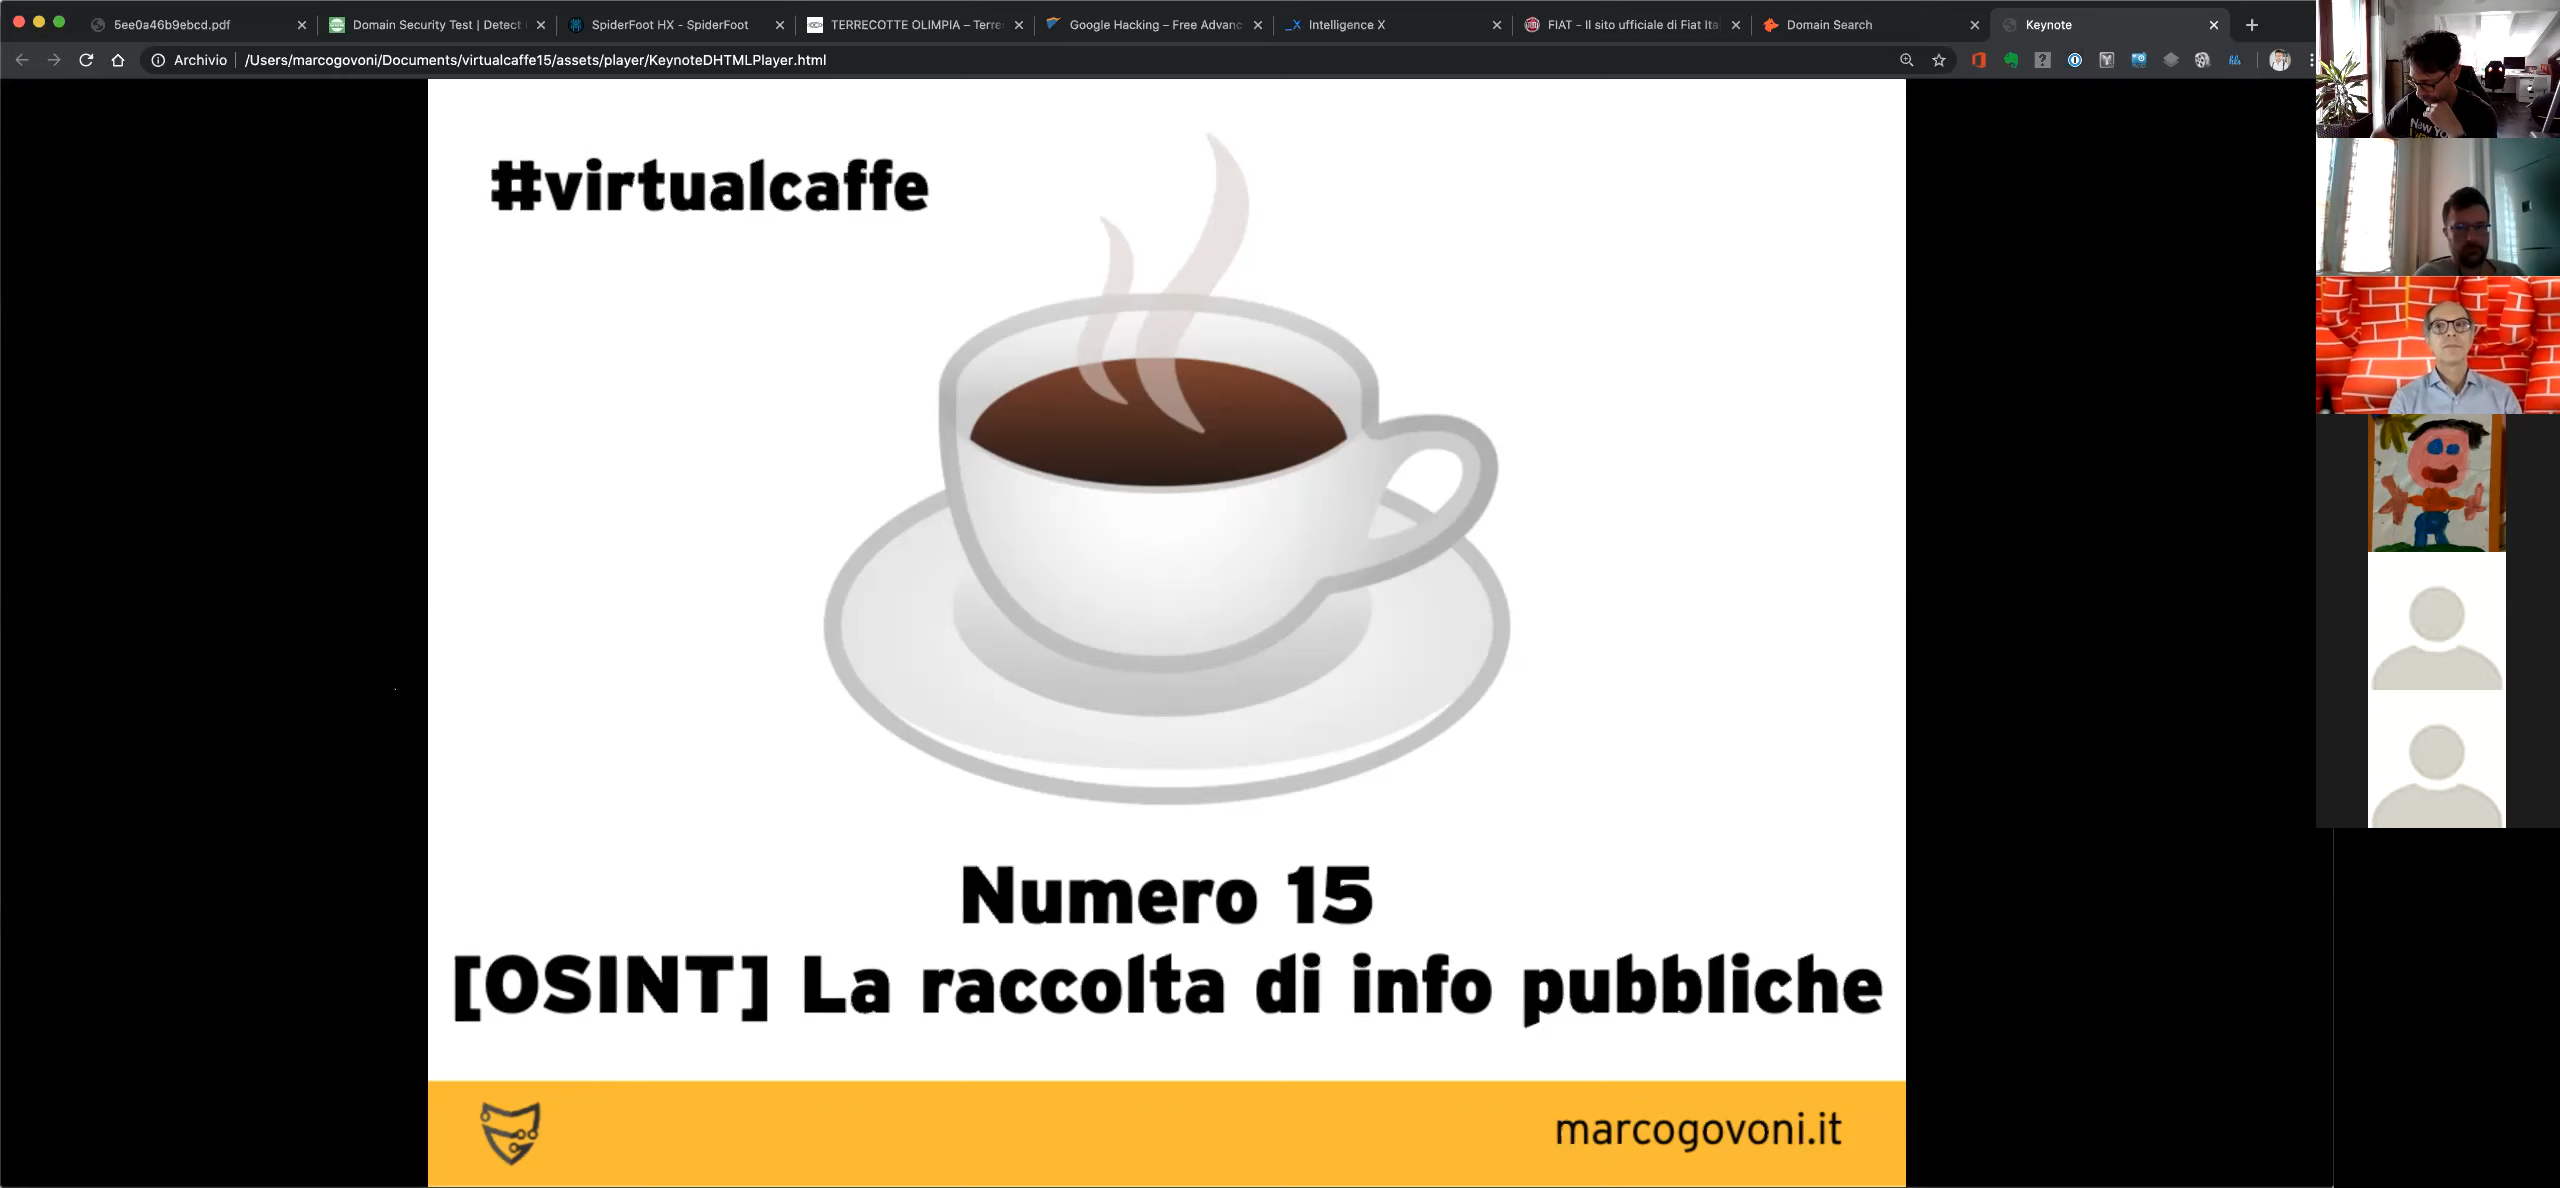 5ee0a46b9ebcd.pdf
Domain Security Test | Detect
SpiderFoot HX - SpiderFoot
TERRECOTTE OLIMPIA – Terre
Google Hacking – Free Advanc
Intelligence X
FIAT - Il sito ufficiale di Fiat Ita
Domain Search
Keynote
Archivio
/Users/marcogovoni/Documents/virtualcaffe15/assets/player/KeynoteDHTMLPlayer.html
#virtualcaffe
Numero 15
[OSINT] La raccolta di info pubbliche
marcogovoni.it